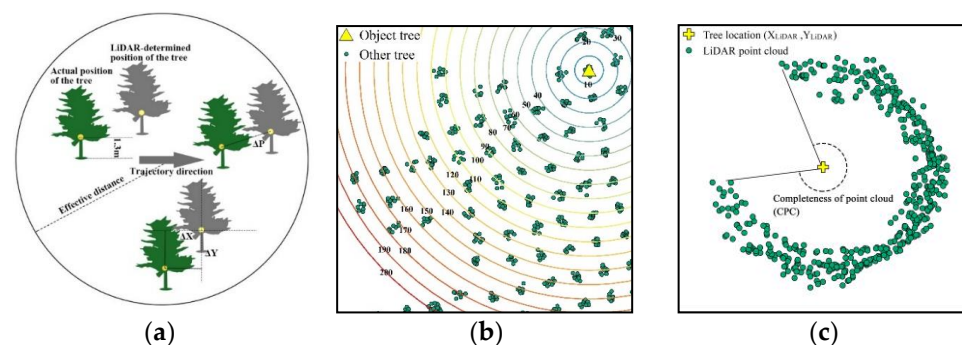 LiDAR-determined
position of the tree
Actual position
of the tree
1.3m
ΔP
Trajectory direction
Effective distance
ΔX
ΔY
(a)
Object tree
Other tree
20
30
10
40
50
60
70
80
90
100
110
120
130
140
150
160
170
180
190
200
(b)
Tree location (XLiDAR ,YLiDAR)
LiDAR point cloud
Completeness of point cloud
(CPC)
(c)